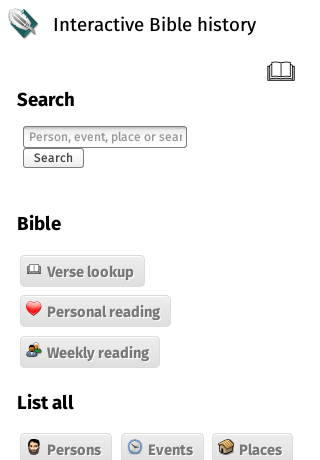 Interactive Bible history
Search
Person, event, place or sear
Search
Bible
Verse lookup
Personal reading
Weekly reading
List all
Persons Events Places